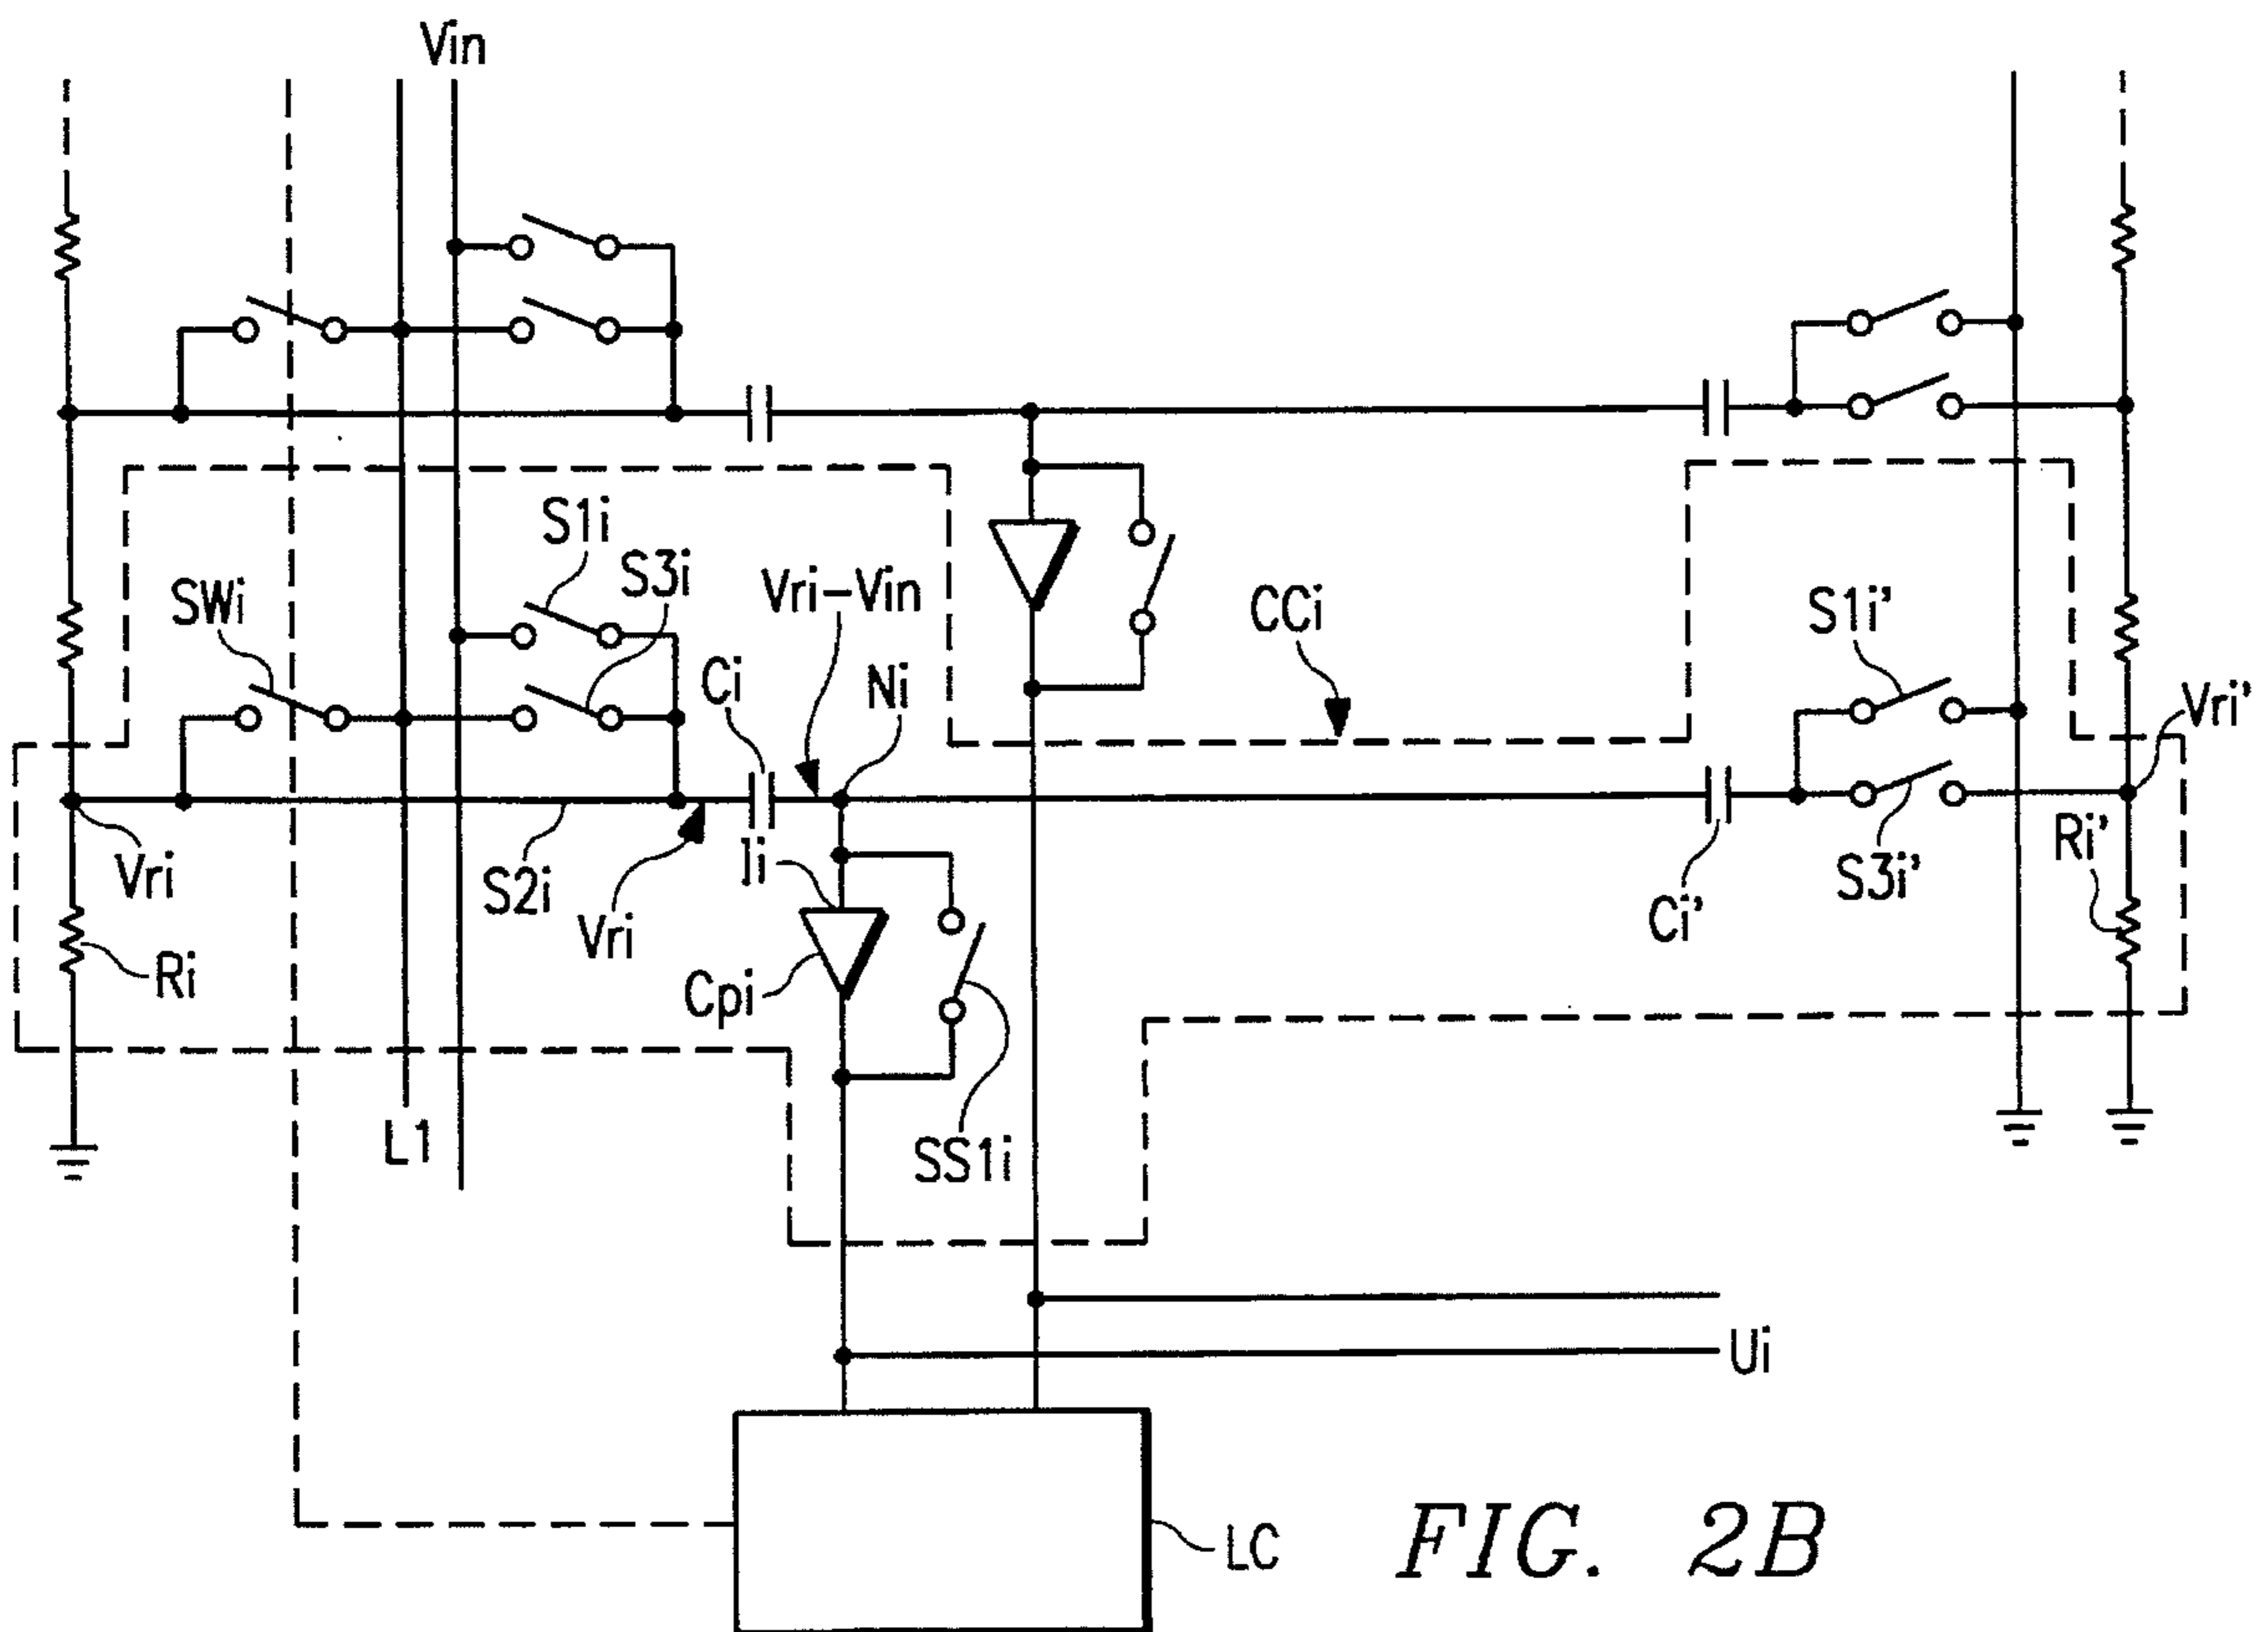 Vin
S1i
S3i
SWi
Vri-Vin
CCi
S1i'
Ci
Ni
Vri'
Ri'
Vri
S2i
Ii
S3i'
Vri
Ci'
Ri
Cpi
L1
SS1i
Ui
LC
FIG. 2B